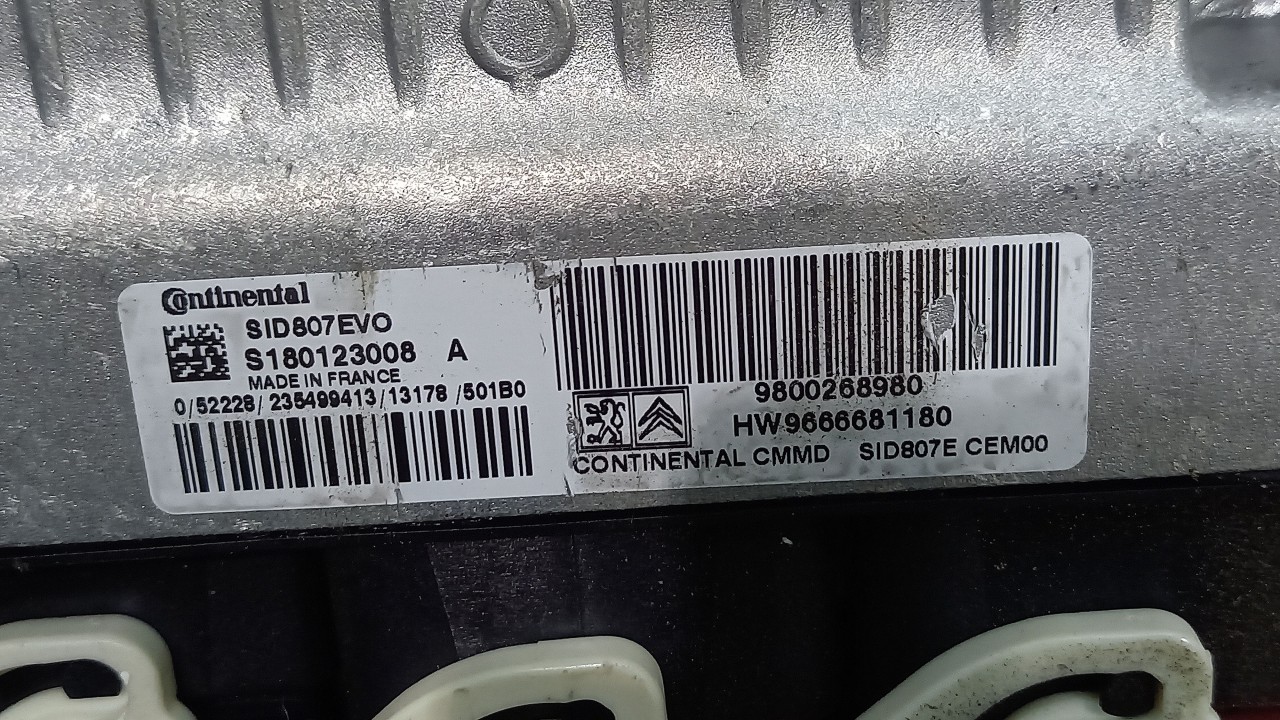 Continental
SID807EVO
S180123008 A
MADE IN FRANCE
0/52228/235499413/13178 /501B0
9800268980
HW9666681180
CONTINENTAL CMMD SID807E CEM00